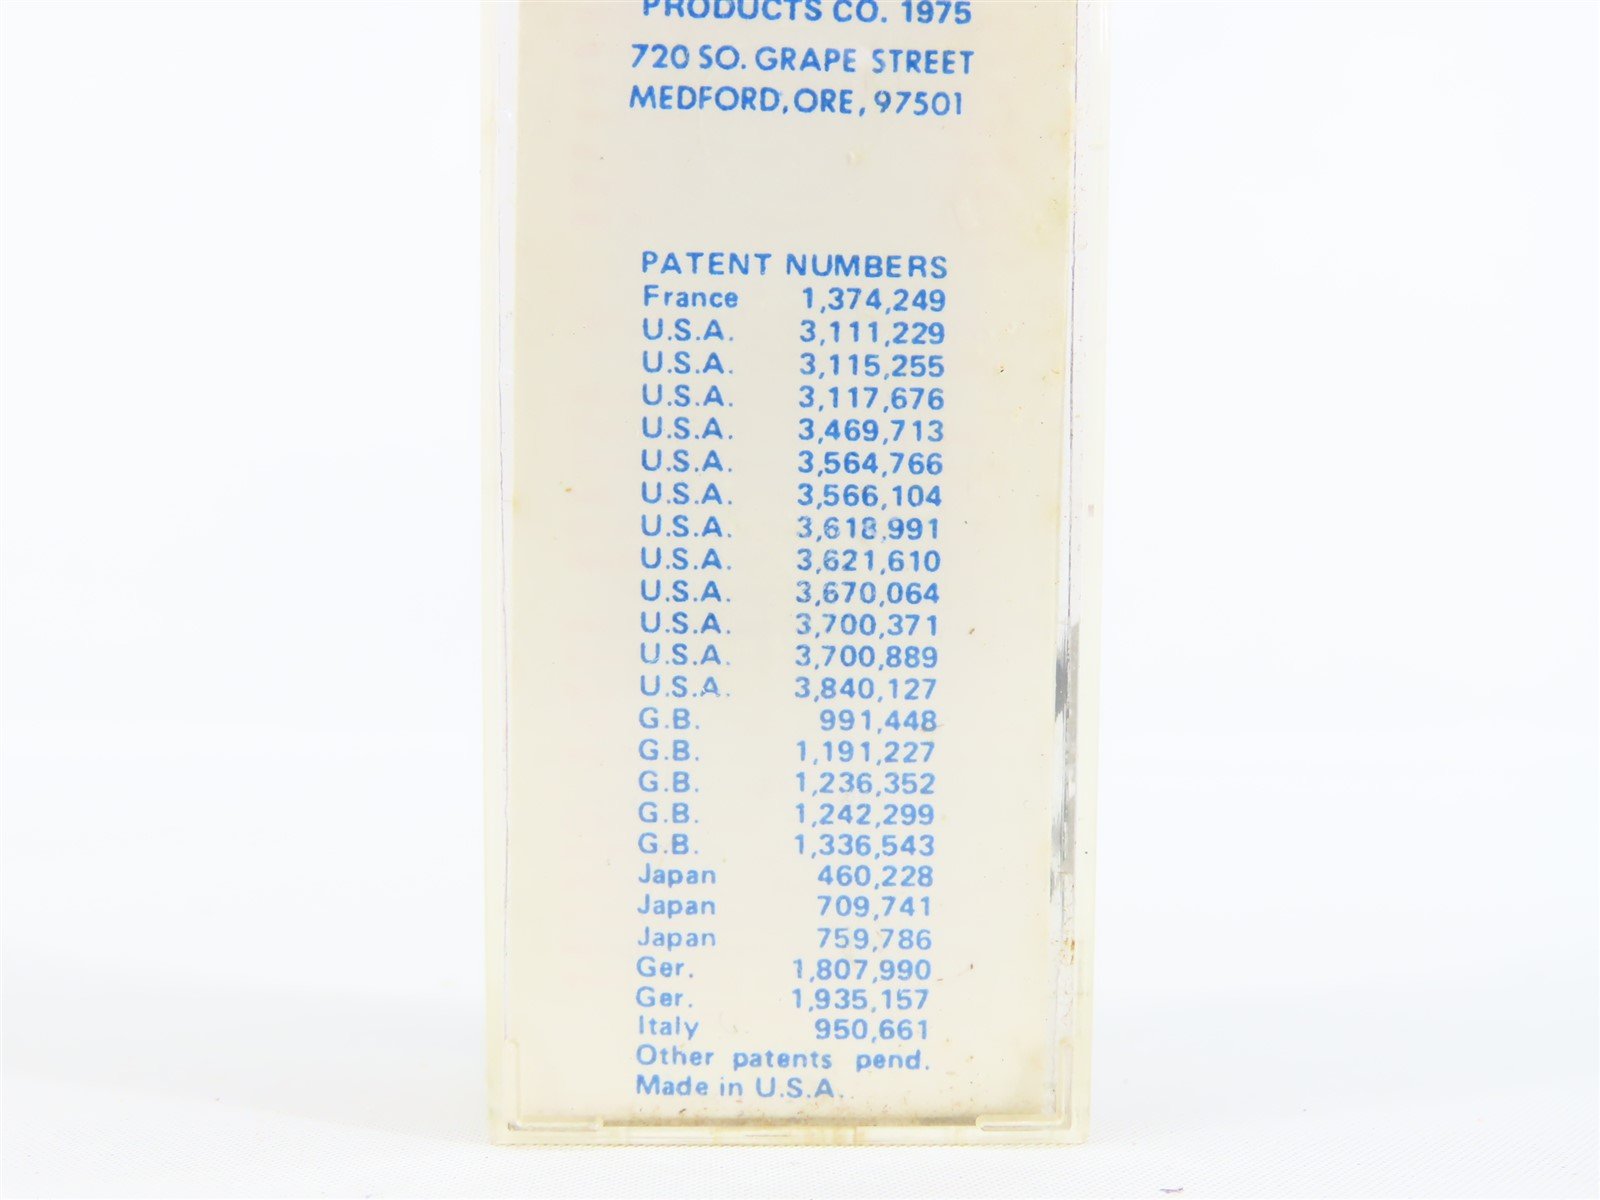 PRODUCTS CO. 1975
720 SO. GRAPE STREET
MEDFORD, ORE, 97501
PATENT NUMBERS
France 1,374,249
U.S.A. 3,111,229
U.S.A. 3,115,255
U.S.A. 3,117,676
U.S.A. 3,469,713
U.S.A. 3,564,766
U.S.A. 3,566,104
U.S.A. 3,618,991
U.S.A. 3,621,610
U.S.A. 3,670,064
U.S.A. 3,700,371
U.S.A. 3,700,889
U.S.A. 3,840,127
G.B. 991,448
G.B. 1,191,227
G.B. 1,236,352
G.B. 1,242,299
G.B. 1,336,543
Japan 460,228
Japan 709,741
Japan 759,786
Ger. 1,807,990
Ger. 1,935,157
Italy 950,661
Other patents pend.
Made in U.S.A.